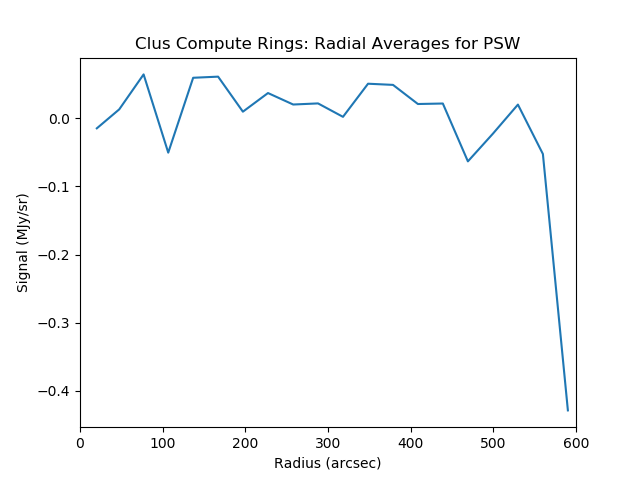 Clus Compute Rings: Radial Averages for PSW
Signal (MJy/sr)
0.0
−0.1
−0.2
−0.3
−0.4
0 100 200 300 400 500 600
Radius (arcsec)